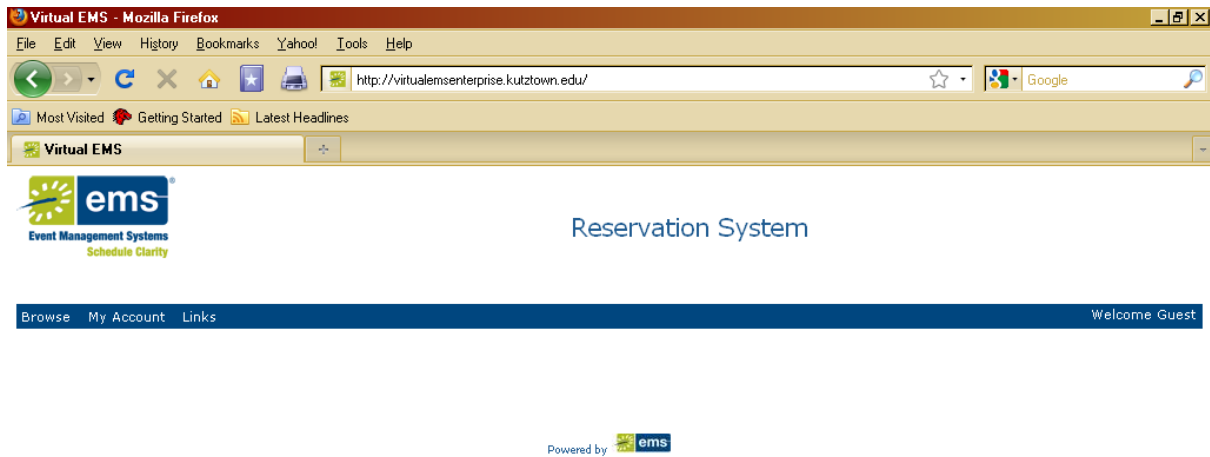 Virtual EMS - Mozilla Firefox
File Edit View History Bookmarks Yahoo! Tools Help
http://virtualemsenterprise.kutztown.edu/ Google
Most Visited Getting Started Latest Headlines
Virtual EMS
ems®
Event Management Systems
Schedule Clarity
Reservation System
Browse My Account Links Welcome Guest
Powered by ems